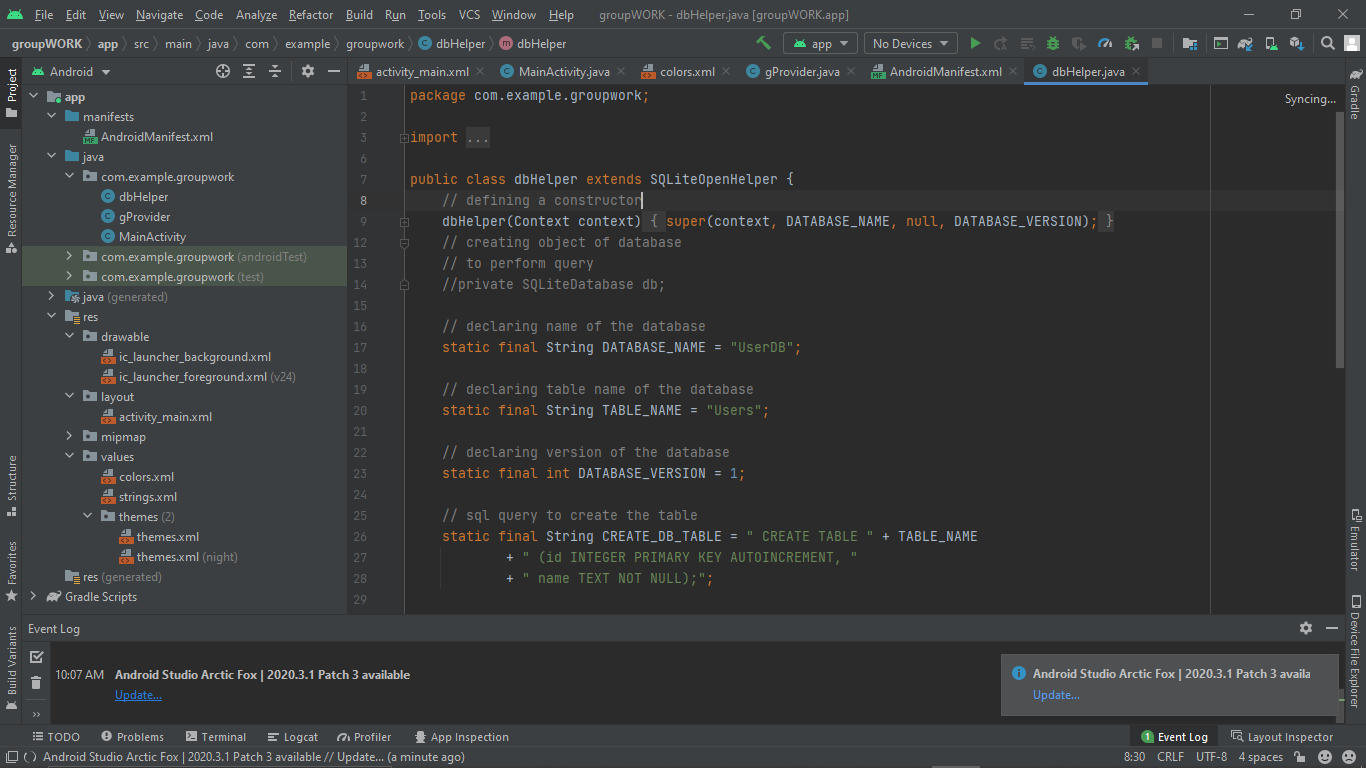 File Edit View Navigate Code Analyze Refactor Build Run Tools VCS Window Help groupWORK - dbHelper.java [groupWORK.app]
groupWORK app src main java com example groupwork dbHelper dbHelper app No Devices
Project
Resource Manager
Structure
Favorites
Build Variants
Android
app
manifests
AndroidManifest.xml
java
com.example.groupwork
dbHelper
gProvider
MainActivity
com.example.groupwork (androidTest)
com.example.groupwork (test)
java (generated)
res
drawable
ic_launcher_background.xml
ic_launcher_foreground.xml (v24)
layout
activity_main.xml
mipmap
values
colors.xml
strings.xml
themes (2)
themes.xml
themes.xml (night)
res (generated)
Gradle Scripts
activity_main.xml MainActivity.java colors.xml gProvider.java AndroidManifest.xml dbHelper.java
Syncing...
1 package com.example.groupwork;
2
3 import ...
6
7 public class dbHelper extends SQLiteOpenHelper {
8 // defining a constructor
9 dbHelper(Context context) { super(context, DATABASE_NAME, null, DATABASE_VERSION); }
12 // creating object of database
13 // to perform query
14 //private SQLiteDatabase db;
15
16 // declaring name of the database
17 static final String DATABASE_NAME = "UserDB";
18
19 // declaring table name of the database
20 static final String TABLE_NAME = "Users";
21
22 // declaring version of the database
23 static final int DATABASE_VERSION = 1;
24
25 // sql query to create the table
26 static final String CREATE_DB_TABLE = " CREATE TABLE " + TABLE_NAME
27 + " (id INTEGER PRIMARY KEY AUTOINCREMENT, "
28 + " name TEXT NOT NULL);";
29
Gradle
Emulator
Device File Explorer
Event Log
10:07 AM Android Studio Arctic Fox | 2020.3.1 Patch 3 available
Update...
Android Studio Arctic Fox | 2020.3.1 Patch 3 availa
Update...
TODO Problems Terminal Logcat Profiler App Inspection 1 Event Log Layout Inspector
Android Studio Arctic Fox | 2020.3.1 Patch 3 available // Update... (a minute ago) 8:30 CRLF UTF-8 4 spaces